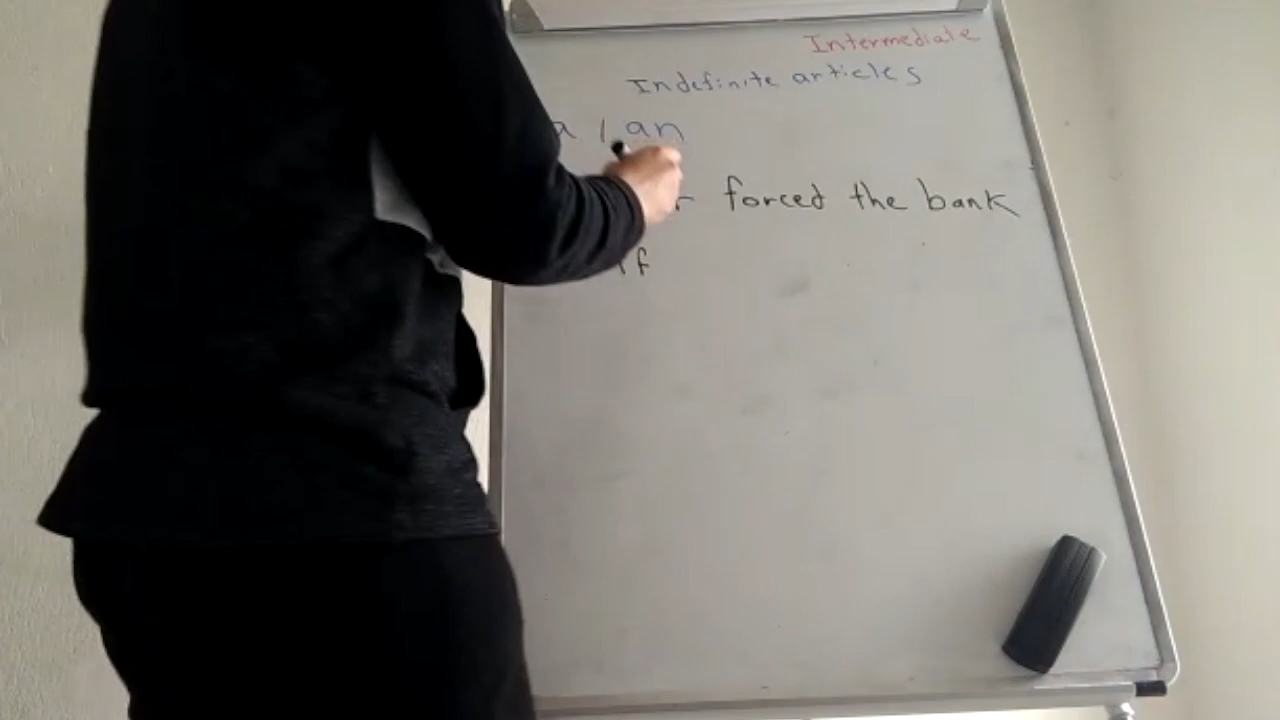 Intermediate
Indefinite articles
a / an
forced the bank